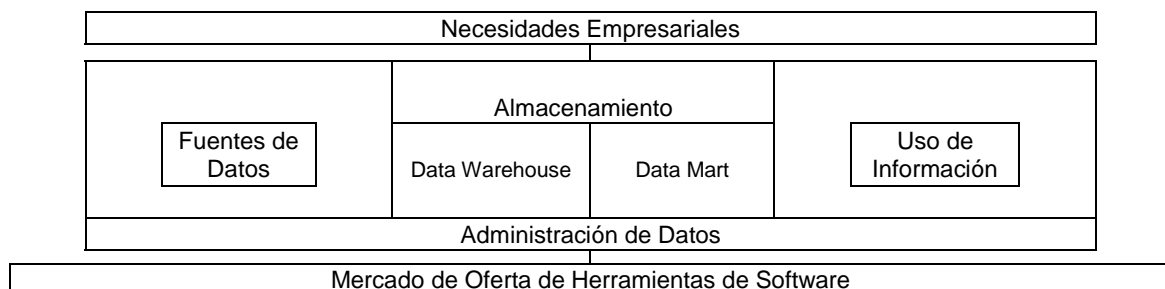 Necesidades Empresariales
Almacenamiento
Fuentes de
Datos
Data Warehouse
Data Mart
Uso de
Información
Administración de Datos
Mercado de Oferta de Herramientas de Software